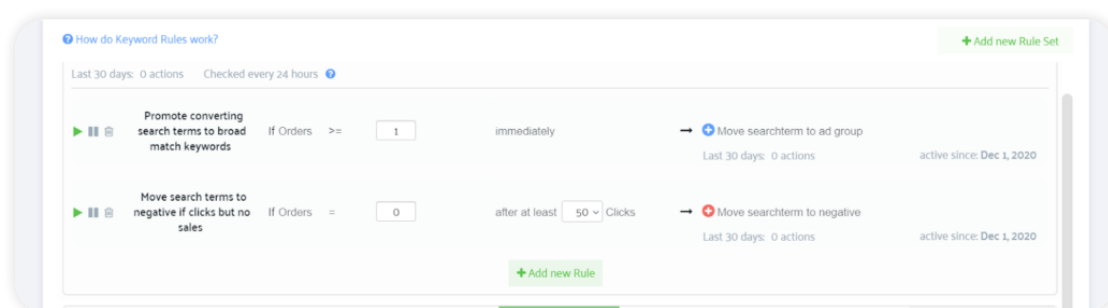 How do Keyword Rules work?
+ Add new Rule Set
Last 30 days: 0 actions Checked every 24 hours
Promote converting
search terms to broad
match keywords
If Orders >= 1 immediately → Move searchterm to ad group
Last 30 days: 0 actions active since: Dec 1, 2020
Move search terms to
negative if clicks but no
sales
If Orders = 0 after at least 50 Clicks → Move searchterm to negative
Last 30 days: 0 actions active since: Dec 1, 2020
+ Add new Rule